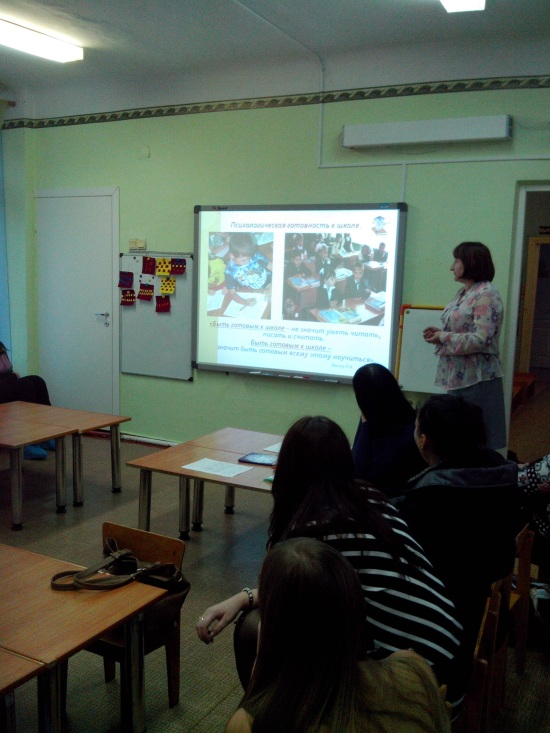 Психологическая готовность к школе
«Быть готовым к школе – не значит уметь читать,
писать и считать.
Быть готовым к школе –
значит быть готовым всему этому научиться»